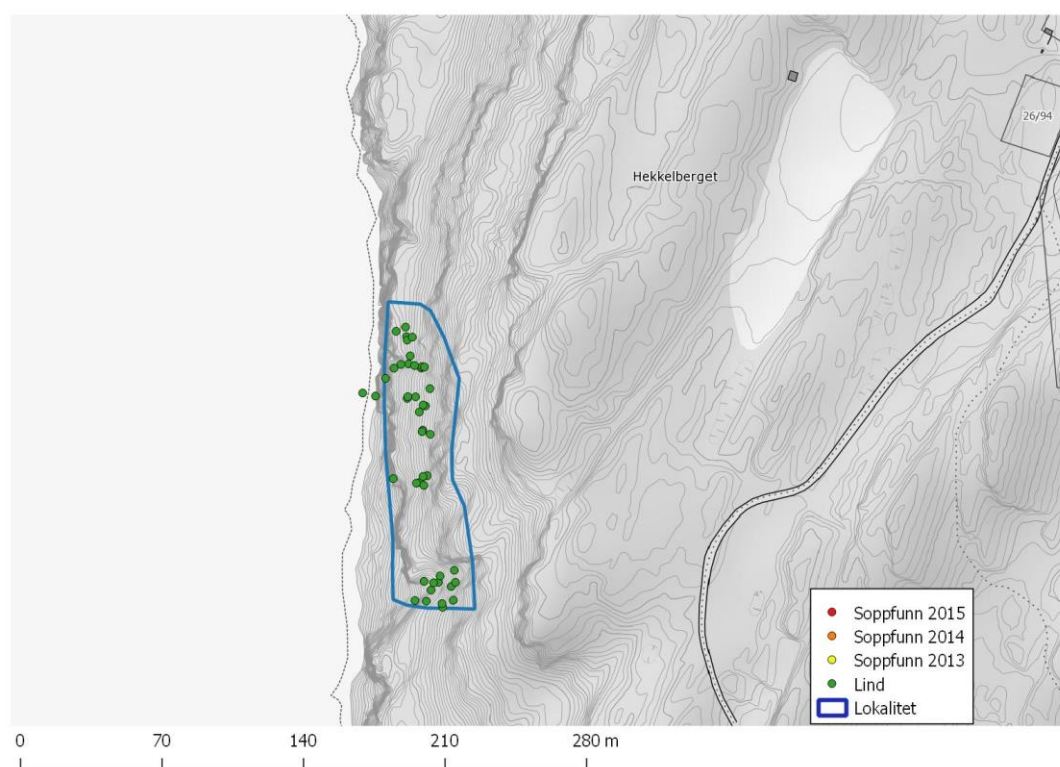 26/94
Hekkelberget
Soppfunn 2015
Soppfunn 2014
Soppfunn 2013
Lind
Lokalitet
0 70 140 210 280 m